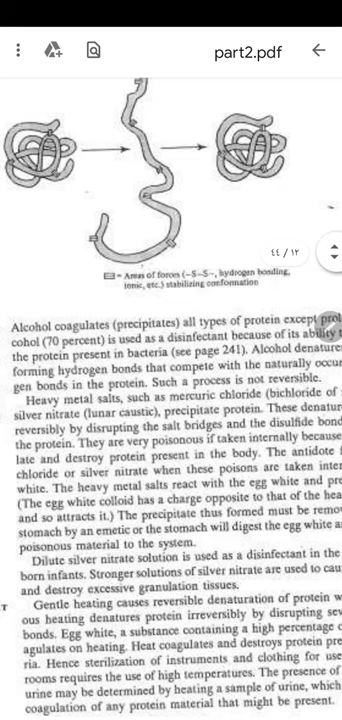 part2.pdf
٤٤ / ١٢
= Areas of forces (-S-S-, hydrogen bonding,
ionic, etc.) stabilizing conformation
Alcohol coagulates (precipitates) all types of protein except
cohol (70 percent) is used as a disinfectant because of its ability
the protein present in bacteria (see page 241). Alcohol denature
forming hydrogen bonds that compete with the naturally occur
gen bonds in the protein. Such a process is not reversible.
Heavy metal salts, such as mercuric chloride (bichloride of
silver nitrate (lunar caustic), precipitate protein. These denatur
reversibly by disrupting the salt bridges and the disulfide bond
the protein. They are very poisonous if taken internally because
late and destroy protein present in the body. The antidote
chloride or silver nitrate when these poisons are taken inter
white. The heavy metal salts react with the egg white and pre
(The egg white colloid has a charge opposite to that of the hea
and so attracts it.) The precipitate thus formed must be remo
stomach by an emetic or the stomach will digest the egg white a
poisonous material to the system.
Dilute silver nitrate solution is used as a disinfectant in the
born infants. Stronger solutions of silver nitrate are used to cau
and destroy excessive granulation tissues.
T
Gentle heating causes reversible denaturation of protein w
ous heating denatures protein irreversibly by disrupting sev
bonds. Egg white, a substance containing a high percentage
agulates on heating. Heat coagulates and destroys protein pre
ria. Hence sterilization of instruments and clothing for use
rooms requires the use of high temperatures. The presence of
urine may be determined by heating a sample of urine, which
coagulation of any protein material that might be present.